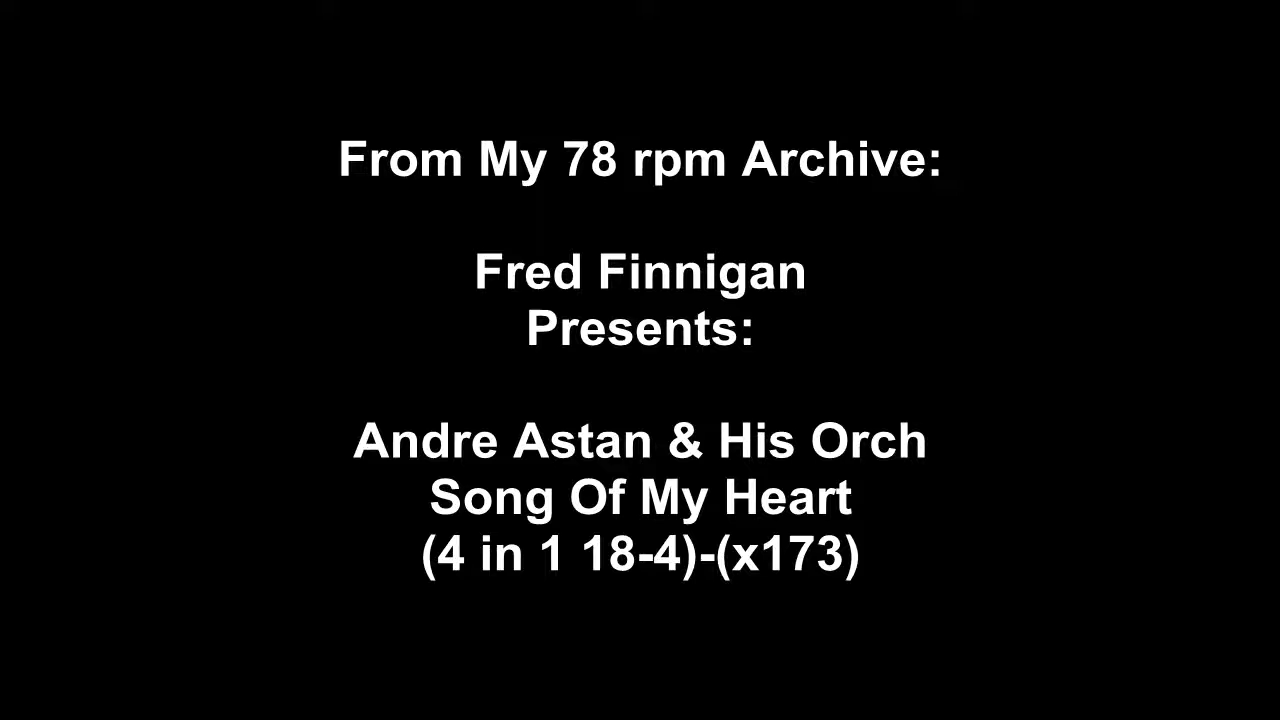 From My 78 rpm Archive:
Fred Finnigan
Presents:
Andre Astan & His Orch
Song Of My Heart
(4 in 1 18-4)-(x173)